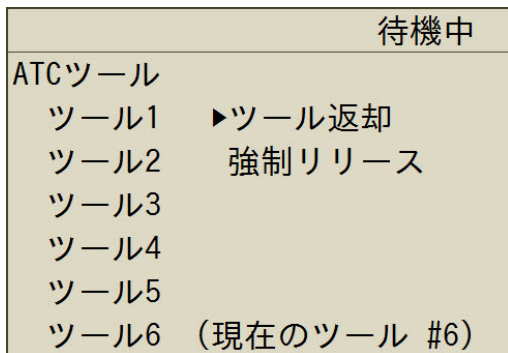 待機中
ATCツール
ツール1 ▶ツール返却
ツール2 強制リリース
ツール3
ツール4
ツール5
ツール6 (現在のツール #6)